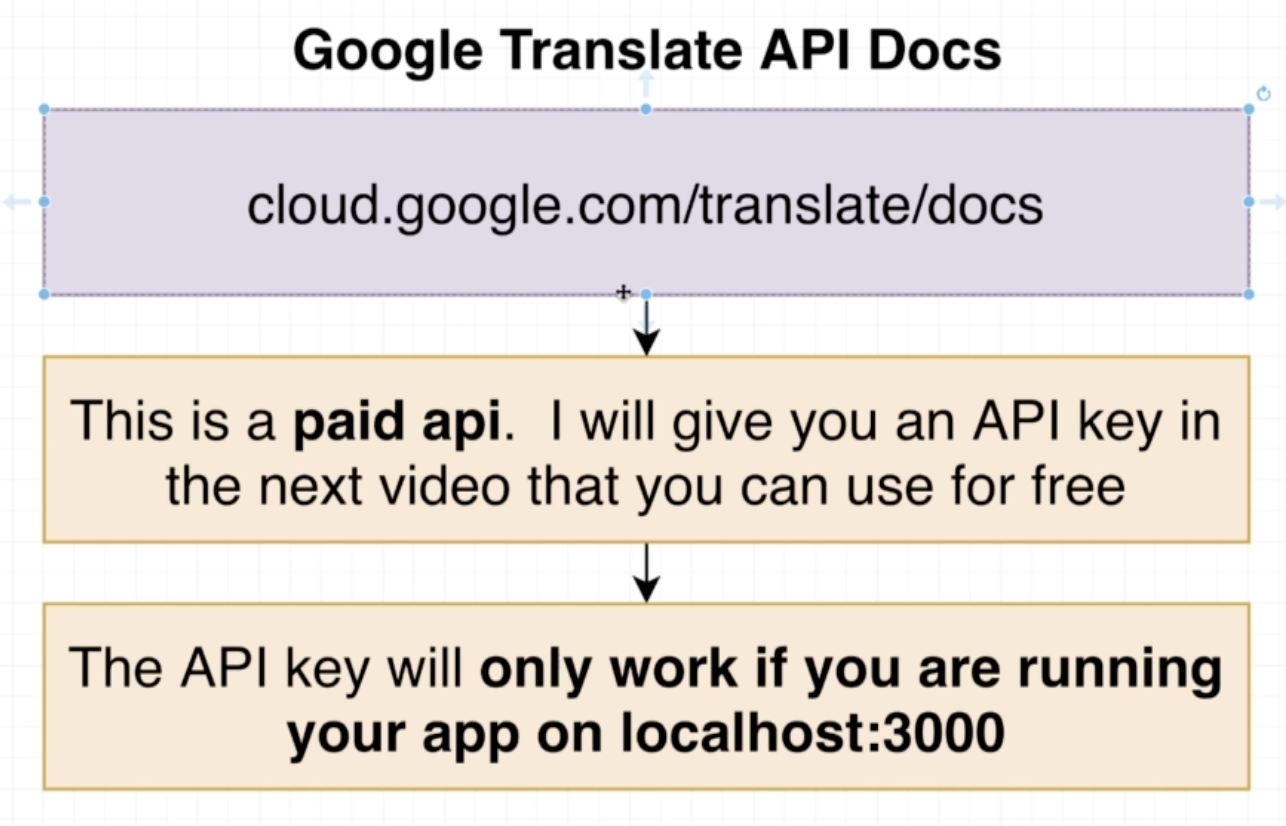 Google Translate API Docs
cloud.google.com/translate/docs
This is a paid api.  I will give you an API key in
the next video that you can use for free
The API key will only work if you are running
your app on localhost:3000